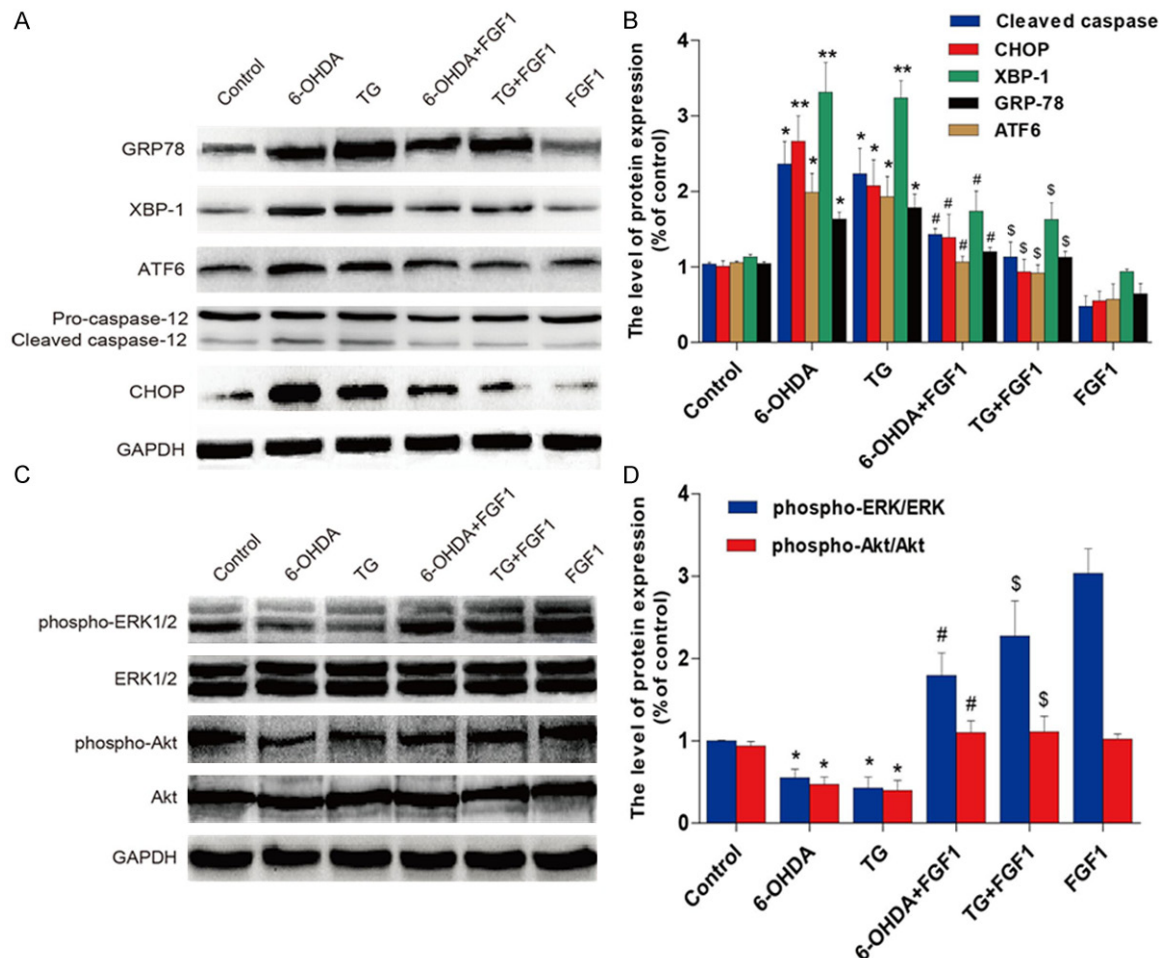 A
Control
6-OHDA
TG
6-OHDA+FGF1
TG+FGF1
FGF1
GRP78
XBP-1
ATF6
Pro-caspase-12
Cleaved caspase-12
CHOP
GAPDH
B
The level of protein expression
(% of control)
4
3
2
1
0
Cleaved caspase
CHOP
XBP-1
GRP-78
ATF6
* ** * ** *
* * * ** *
# # # # #
$ $ $ $ $
Control
6-OHDA
TG
6-OHDA+FGF1
TG+FGF1
FGF1
C
Control
6-OHDA
TG
6-OHDA+FGF1
TG+FGF1
FGF1
phospho-ERK1/2
ERK1/2
phospho-Akt
Akt
GAPDH
D
The level of protein expression
(% of control)
4
3
2
1
0
phospho-ERK/ERK
phospho-Akt/Akt
* *
* *
# #
$ $
Control
6-OHDA
TG
6-OHDA+FGF1
TG+FGF1
FGF1